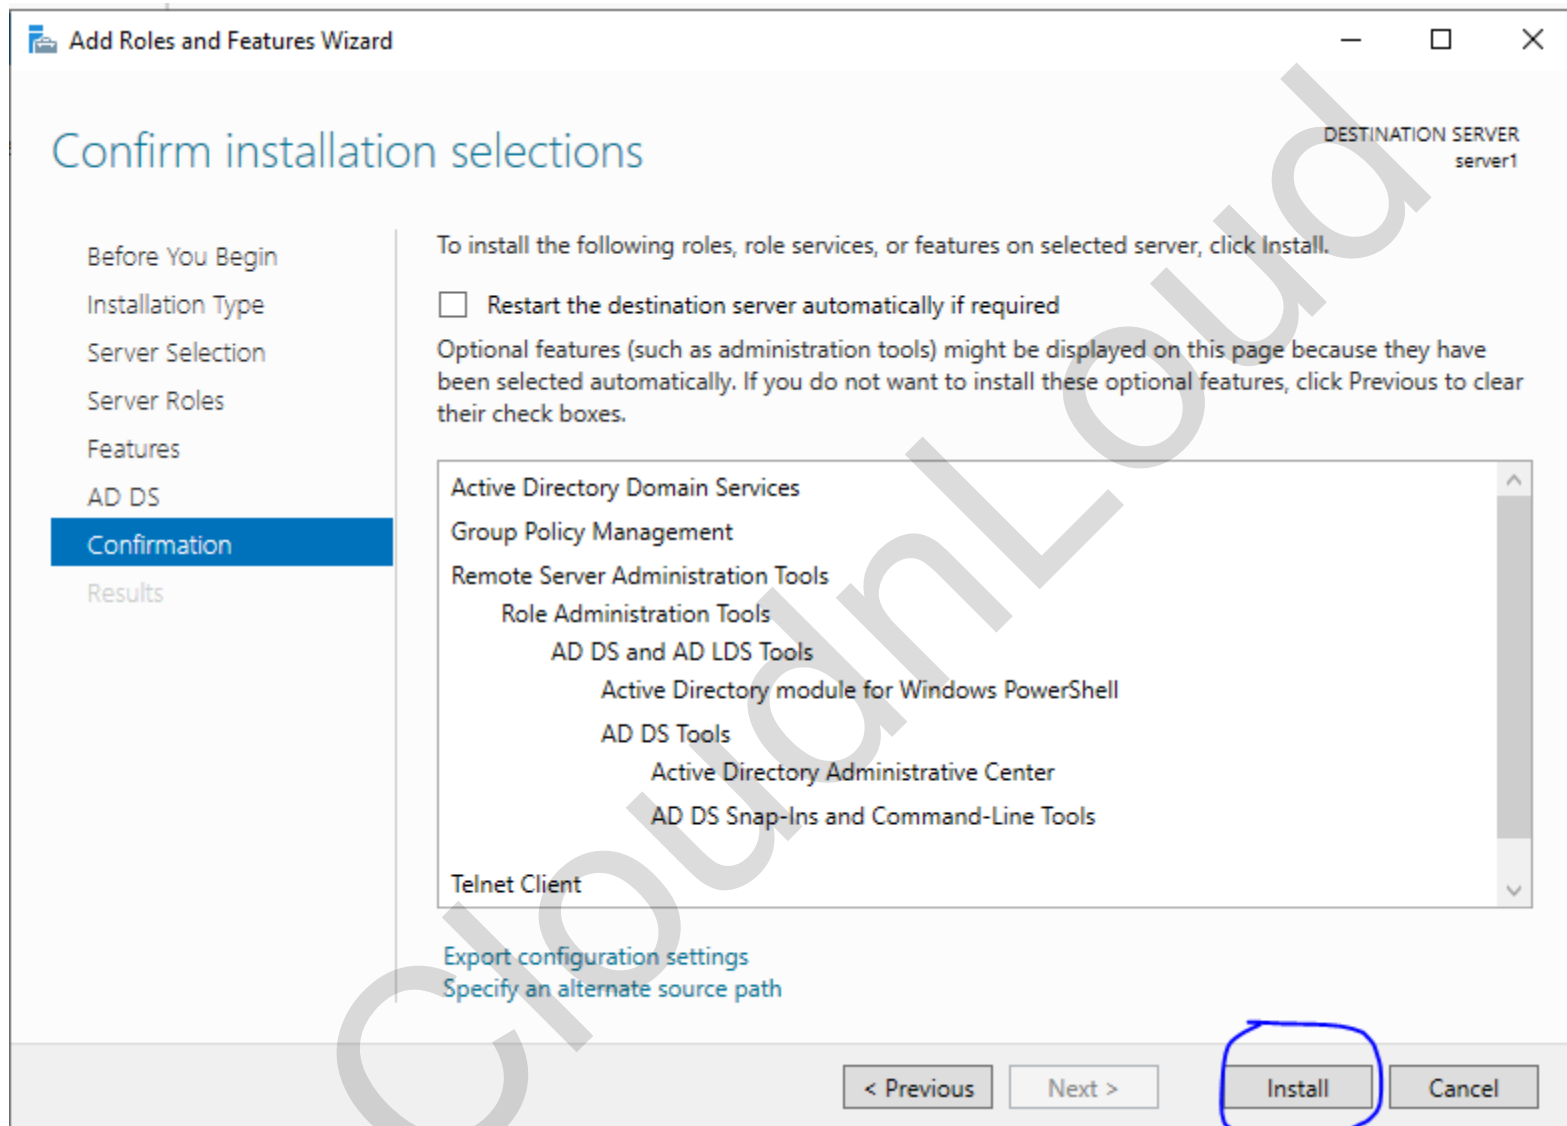 Add Roles and Features Wizard
Confirm installation selections
DESTINATION SERVER
server1
Before You Begin
Installation Type
Server Selection
Server Roles
Features
AD DS
Confirmation
Results
To install the following roles, role services, or features on selected server, click Install.
Restart the destination server automatically if required
Optional features (such as administration tools) might be displayed on this page because they have
been selected automatically. If you do not want to install these optional features, click Previous to clear
their check boxes.
Active Directory Domain Services
Group Policy Management
Remote Server Administration Tools
Role Administration Tools
AD DS and AD LDS Tools
Active Directory module for Windows PowerShell
AD DS Tools
Active Directory Administrative Center
AD DS Snap-Ins and Command-Line Tools
Telnet Client
Export configuration settings
Specify an alternate source path
< Previous
Next >
Install
Cancel
CloudnLoud